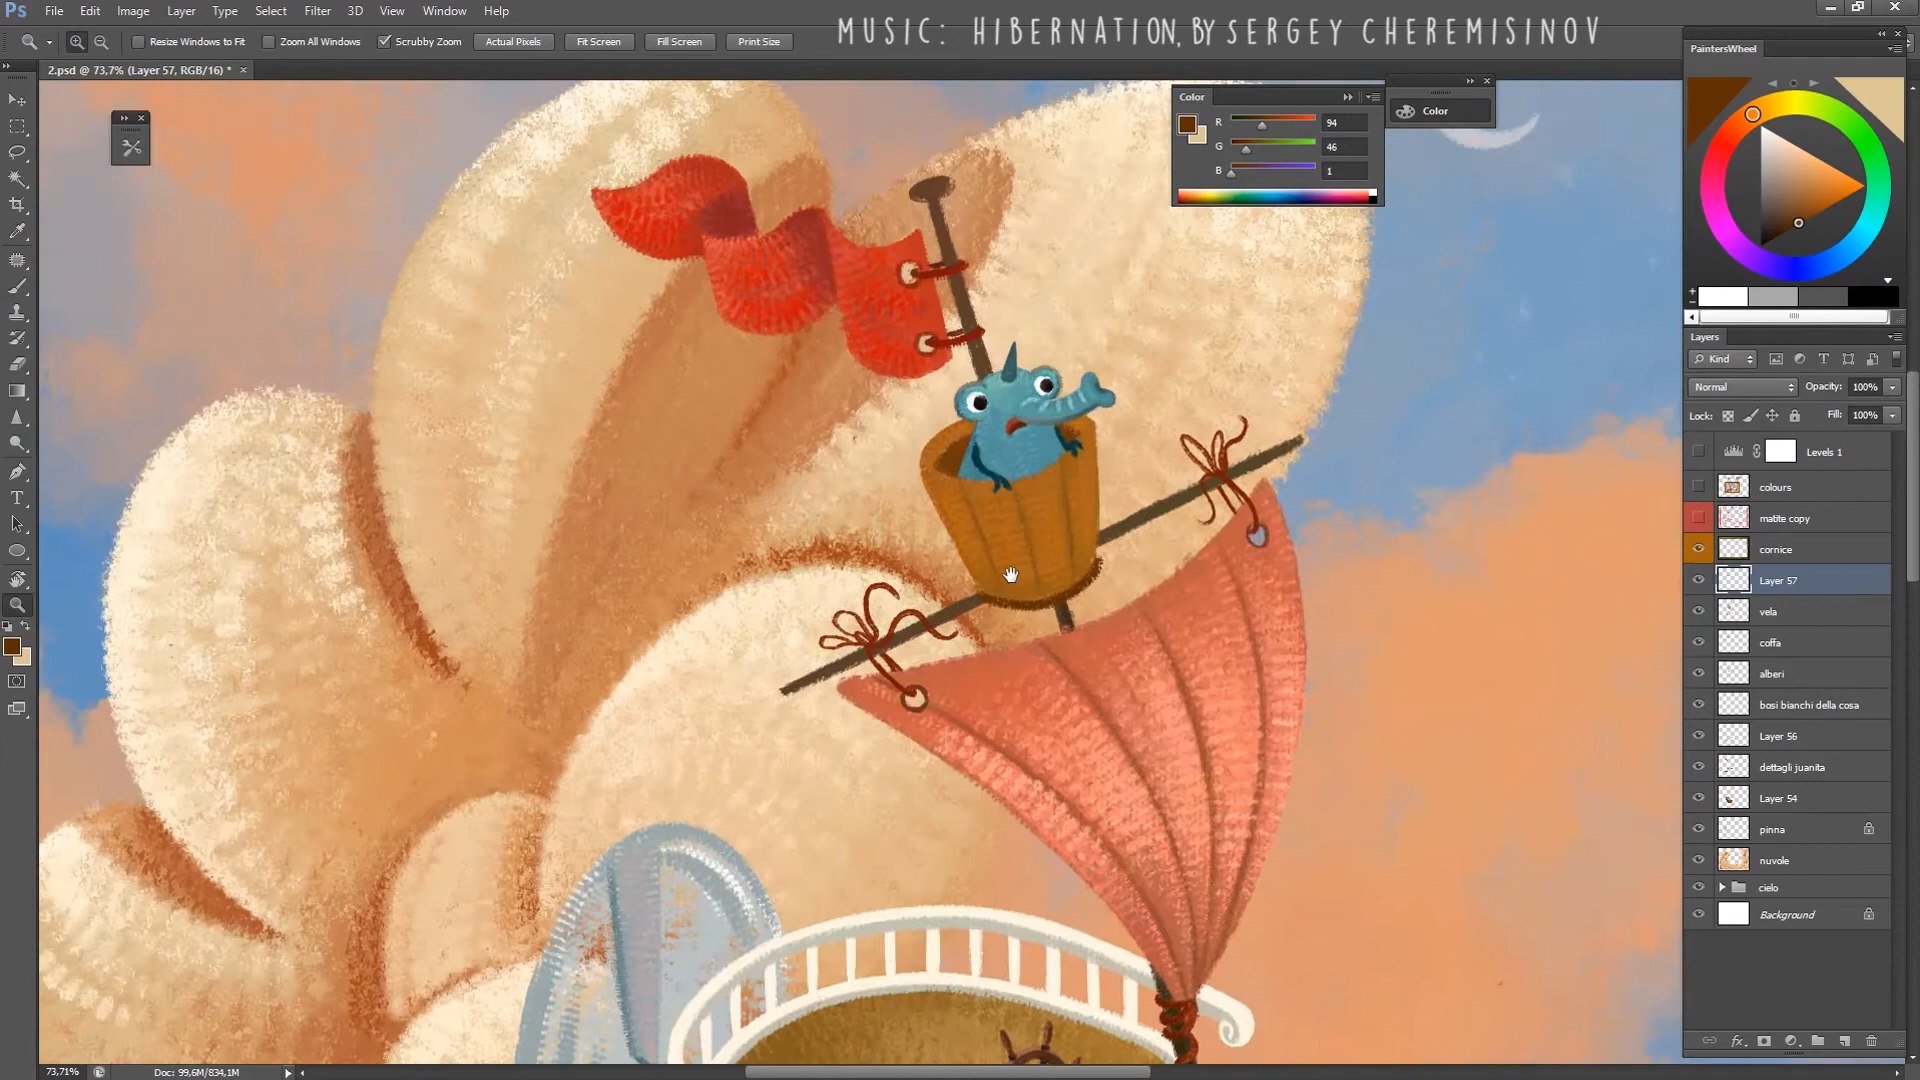 Ps File Edit Image Layer Type Select Filter 3D View Window Help
MUSIC: HIBERNATION, BY SERGEY CHEREMISINOV
Resize Windows to Fit Zoom All Windows Scrubby Zoom Actual Pixels Fit Screen Fill Screen Print Size
2.psd @ 73,7% (Layer 57, RGB/16) *
PaintersWheel
Color
R 94
G 46
B 1
Color
Layers
Kind
Normal Opacity: 100%
Lock: Fill: 100%
Levels 1
colours
matite copy
cornice
Layer 57
vela
coffa
alberi
bosi bianchi della cosa
Layer 56
dettagli juanita
Layer 54
pinna
nuvole
cielo
Background
73,71% Doc: 99,6M/834,1M